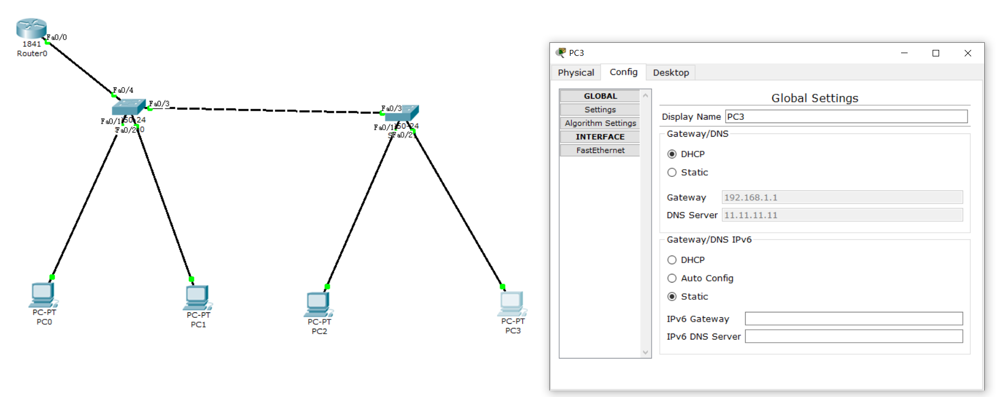 Fa0/0
1841
Router0
Fa0/4
Fa0/3
Fa0/1
50-24
Fa0/2
0
Fa0/3
Fa0/1
50-24
Fa0/2
PC-PT
PC0
PC-PT
PC1
PC-PT
PC2
PC-PT
PC3
PC3
Physical
Config
Desktop
GLOBAL
Settings
Algorithm Settings
INTERFACE
FastEthernet
Global Settings
Display Name PC3
Gateway/DNS
DHCP
Static
Gateway 192.168.1.1
DNS Server 11.11.11.11
Gateway/DNS IPv6
DHCP
Auto Config
Static
IPv6 Gateway
IPv6 DNS Server